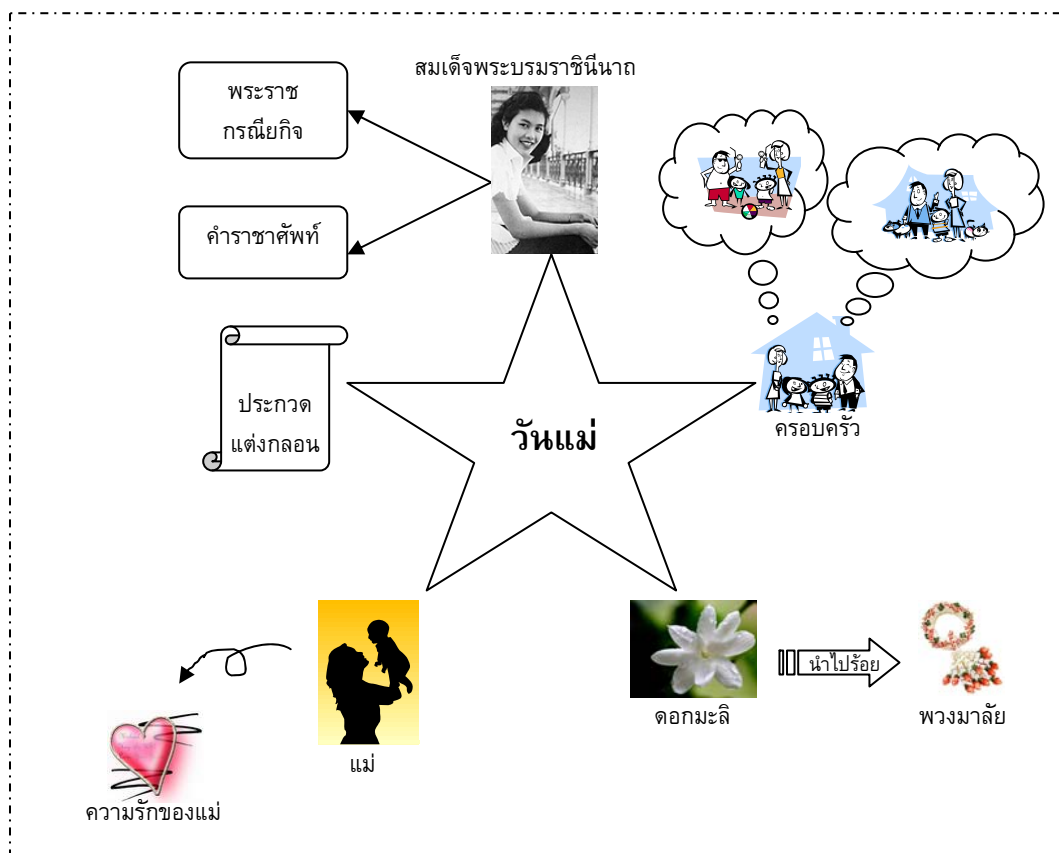 สมเด็จพระบรมราชินีนาถ
พระราช
กรณียกิจ
คำราชาศัพท์
ประกวด
แต่งกลอน
วันแม่
ครอบครัว
นำไปร้อย
ดอกมะลิ
พวงมาลัย
แม่
ความรักของแม่